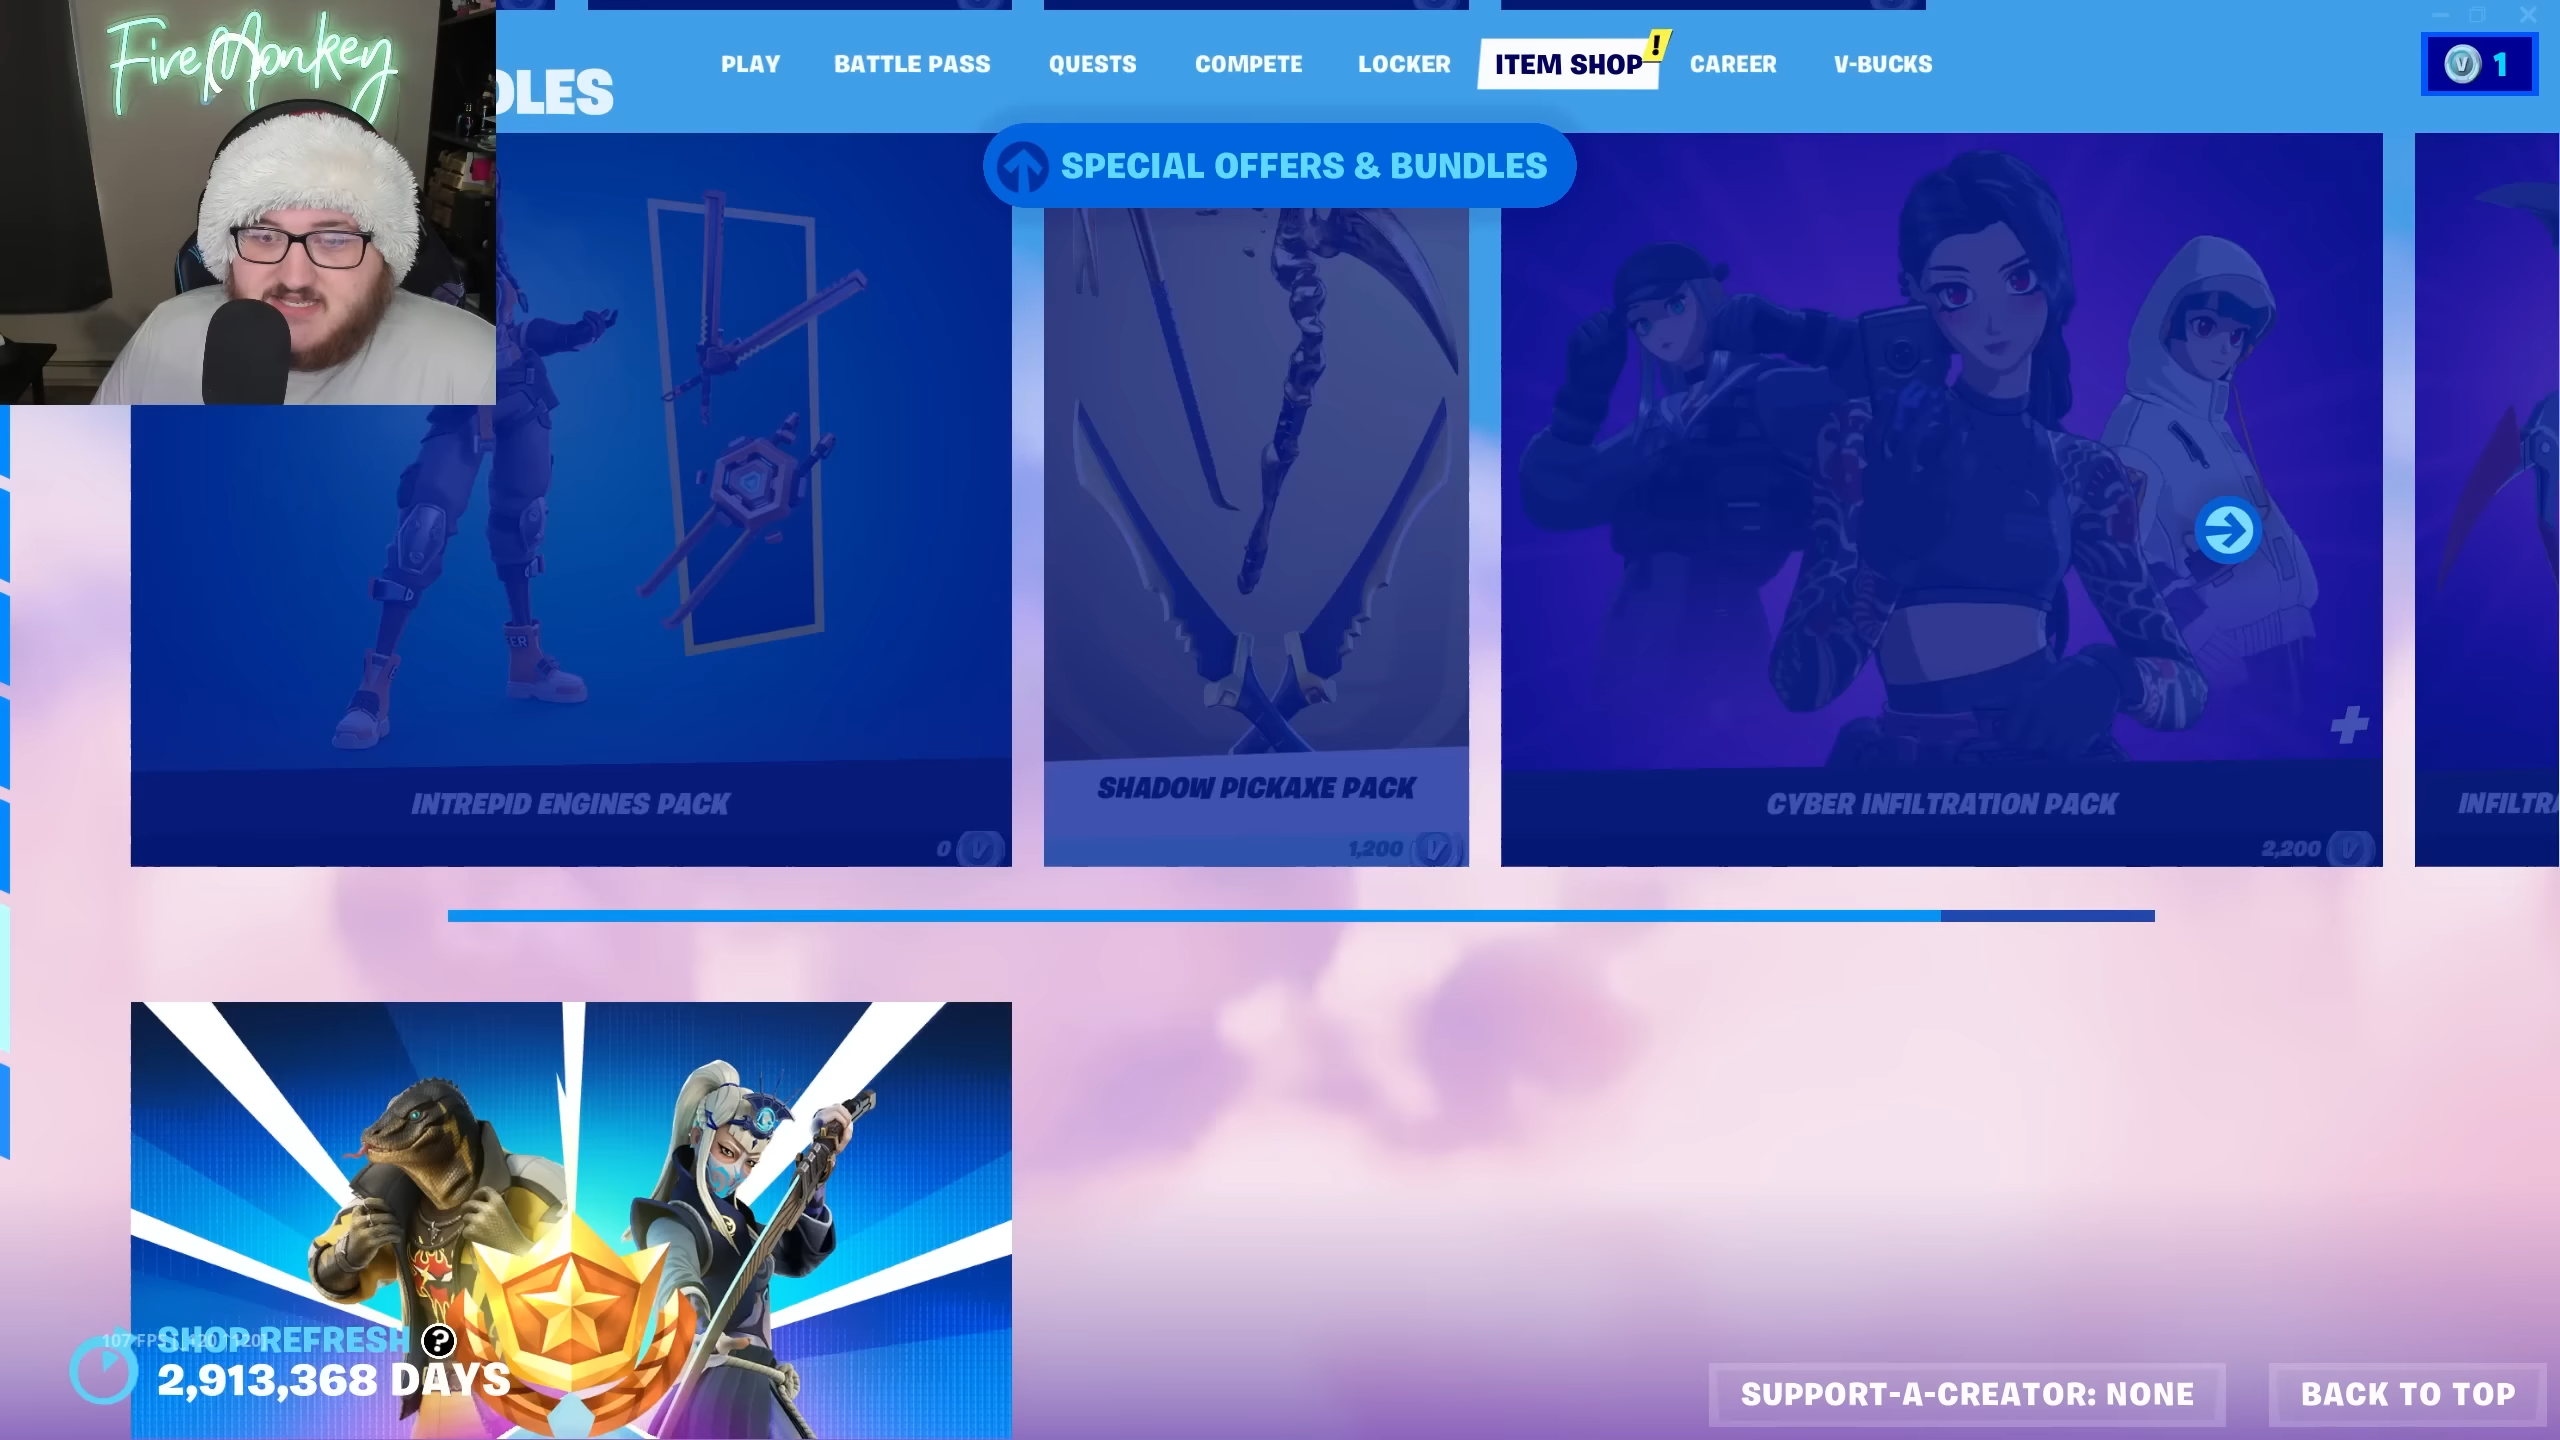 FireMonkey
DLES
PLAY
BATTLE PASS
QUESTS
COMPETE
LOCKER
ITEM SHOP
!
CAREER
V-BUCKS
V 1
SPECIAL OFFERS & BUNDLES
INTREPID ENGINES PACK
0 V
SHADOW PICKAXE PACK
1,200 V
CYBER INFILTRATION PACK
2,200 V
INFILTRA
SHOP REFRESH ?
2,913,368 DAYS
SUPPORT-A-CREATOR: NONE
BACK TO TOP